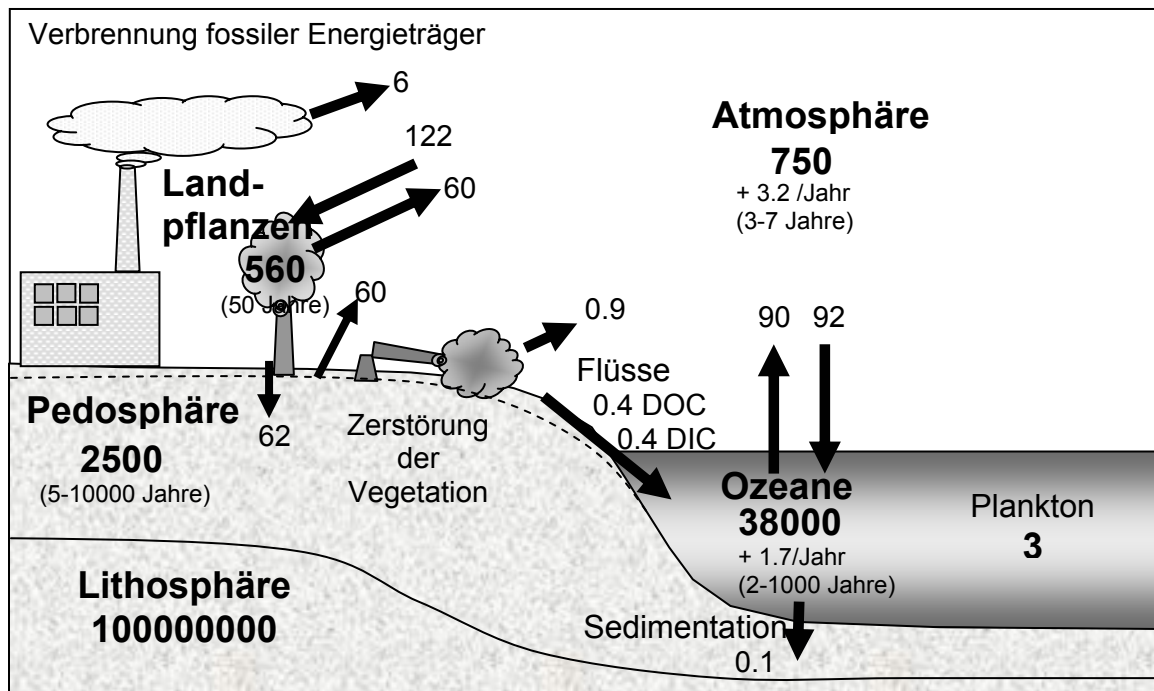 Verbrennung fossiler Energieträger
6
122
60
Land-
pflanzen
560
(50 Jahre)
60
Atmosphäre
750
+ 3.2 /Jahr
(3-7 Jahre)
0.9
90
92
Flüsse
0.4 DOC
0.4 DIC
Pedosphäre
2500
(5-10000 Jahre)
62
Zerstörung
der
Vegetation
Ozeane
38000
+ 1.7/Jahr
(2-1000 Jahre)
Plankton
3
Lithosphäre
100000000
Sedimentation
0.1